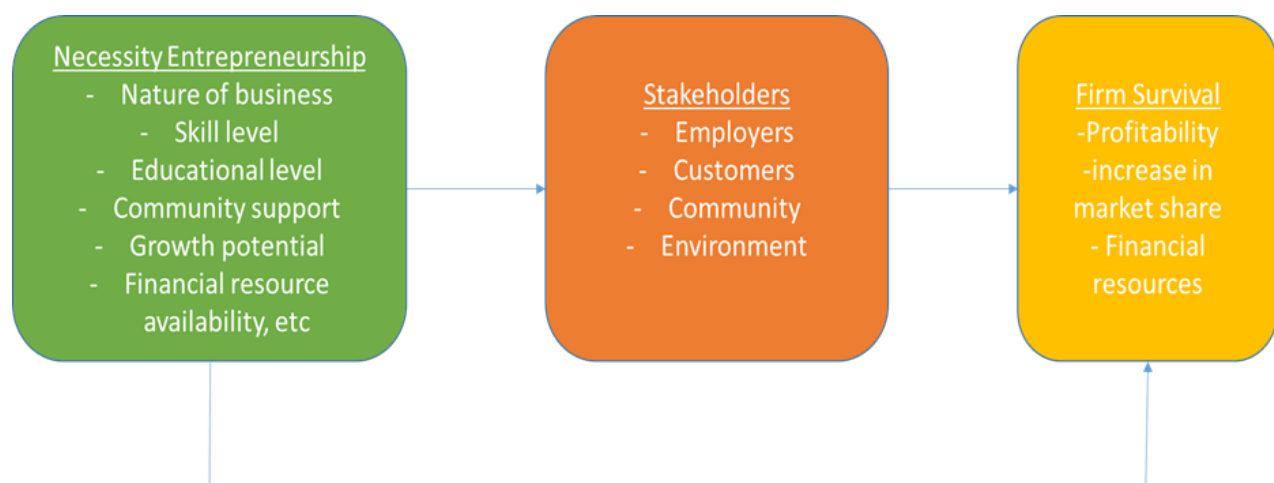 Necessity Entrepreneurship
- Nature of business
- Skill level
- Educational level
- Community support
- Growth potential
- Financial resource
availability, etc
Stakeholders
- Employers
- Customers
- Community
- Environment
Firm Survival
-Profitability
-increase in
market share
- Financial
resources